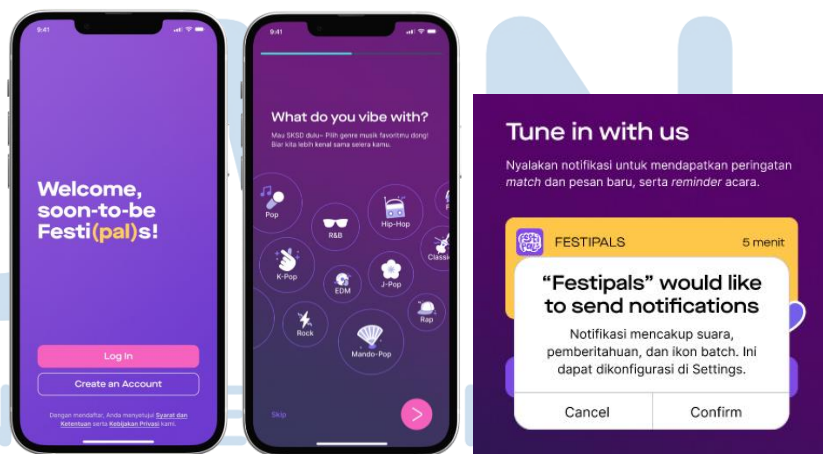 9:41
Welcome,
soon-to-be
Festi(pal)s!
Log In
Create an Account
Dengan mendaftar, Anda menyetujui Syarat dan
Ketentuan serta Kebijakan Privasi kami.
9:41
What do you vibe with?
Mau SKSD dulu~ Pilih genre musik favoritmu dong!
Biar kita lebih kenal sama selera kamu.
Pop
R&B
Hip-Hop
Classic
K-Pop
EDM
J-Pop
Rock
Rap
Mando-Pop
Skip
Tune in with us
Nyalakan notifikasi untuk mendapatkan peringatan
match dan pesan baru, serta reminder acara.
FESTIPALS
5 menit
“Festipals” would like
to send notifications
Notifikasi mencakup suara,
pemberitahuan, dan ikon batch. Ini
dapat dikonfigurasi di Settings.
Cancel
Confirm